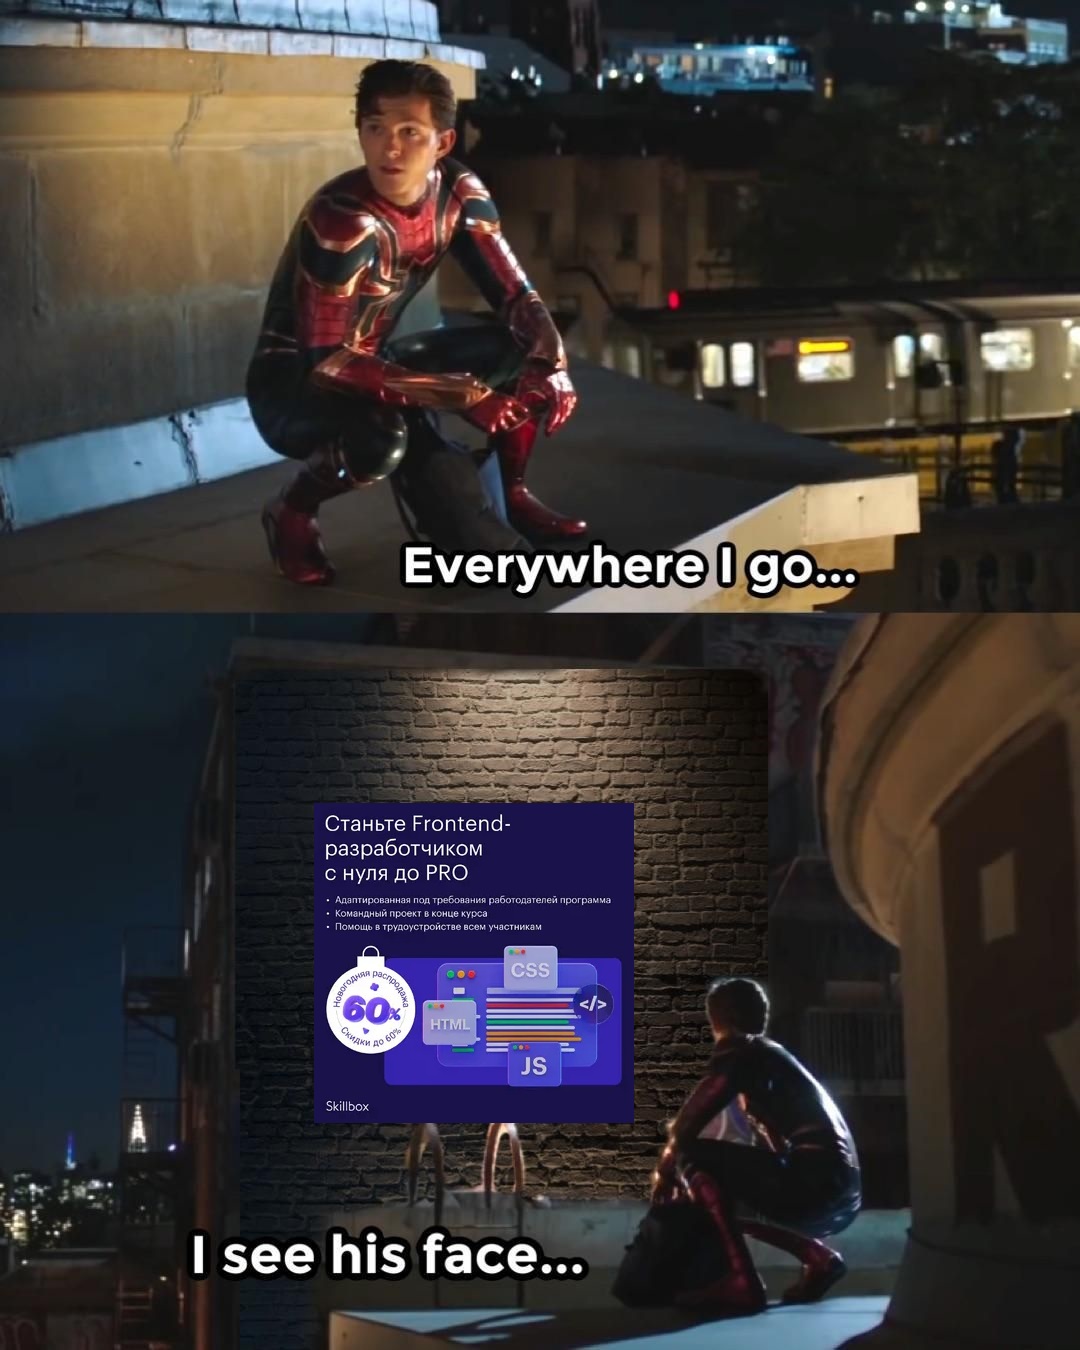 Everywhere I go...
Станьте Frontend-
разработчиком
с нуля до PRO
• Адаптированная под требования работодателей программа
• Командный проект в конце курса
• Помощь в трудоустройстве всем участникам
Новогодняя распродажа
60%
Скидки до 60%
CSS
</>
HTML
JS
Skillbox
I see his face...